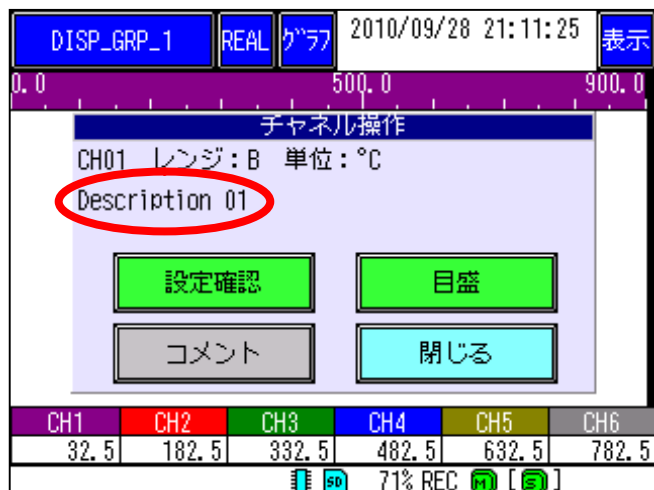 DISP_GRP_1 REAL グラフ 2010/09/28 21:11:25 表示
0.0 500.0 900.0
チャネル操作
CH01 レンジ:B 単位:°C
Description 01
設定確認 目盛
コメント 閉じる
CH1 CH2 CH3 CH4 CH5 CH6
32.5 182.5 332.5 482.5 632.5 782.5
SD 71% REC M [S]